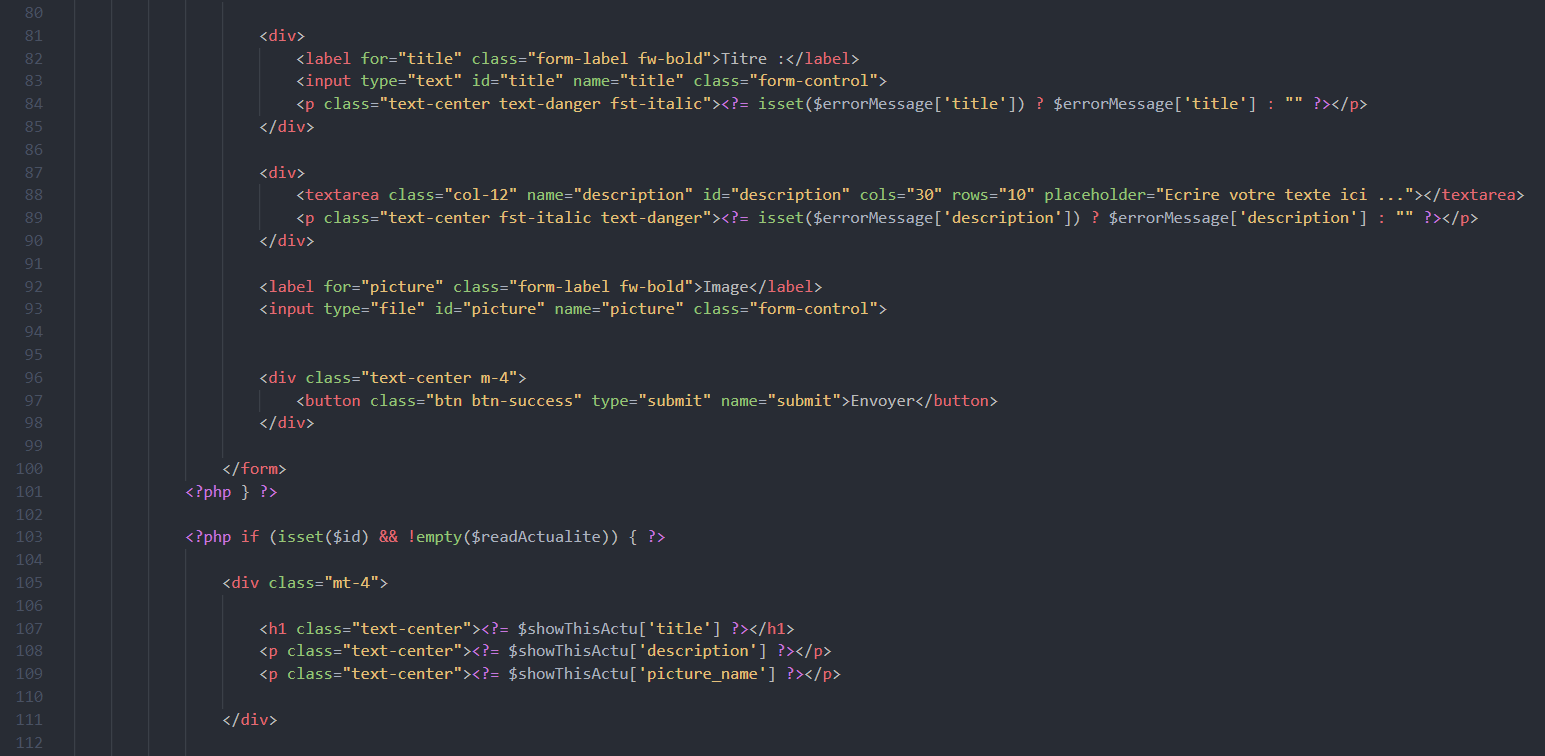 80
81 <div>
82 <label for="title" class="form-label fw-bold">Titre :</label>
83 <input type="text" id="title" name="title" class="form-control">
84 <p class="text-center text-danger fst-italic"><?= isset($errorMessage['title']) ? $errorMessage['title'] : "" ?></p>
85 </div>
86
87 <div>
88 <textarea class="col-12" name="description" id="description" cols="30" rows="10" placeholder="Ecrire votre texte ici ..."></textarea>
89 <p class="text-center fst-italic text-danger"><?= isset($errorMessage['description']) ? $errorMessage['description'] : "" ?></p>
90 </div>
91
92 <label for="picture" class="form-label fw-bold">Image</label>
93 <input type="file" id="picture" name="picture" class="form-control">
94
95
96 <div class="text-center m-4">
97 <button class="btn btn-success" type="submit" name="submit">Envoyer</button>
98 </div>
99
100 </form>
101 <?php } ?>
102
103 <?php if (isset($id) && !empty($readActualite)) { ?>
104
105 <div class="mt-4">
106
107 <h1 class="text-center"><?= $showThisActu['title'] ?></h1>
108 <p class="text-center"><?= $showThisActu['description'] ?></p>
109 <p class="text-center"><?= $showThisActu['picture_name'] ?></p>
110
111 </div>
112